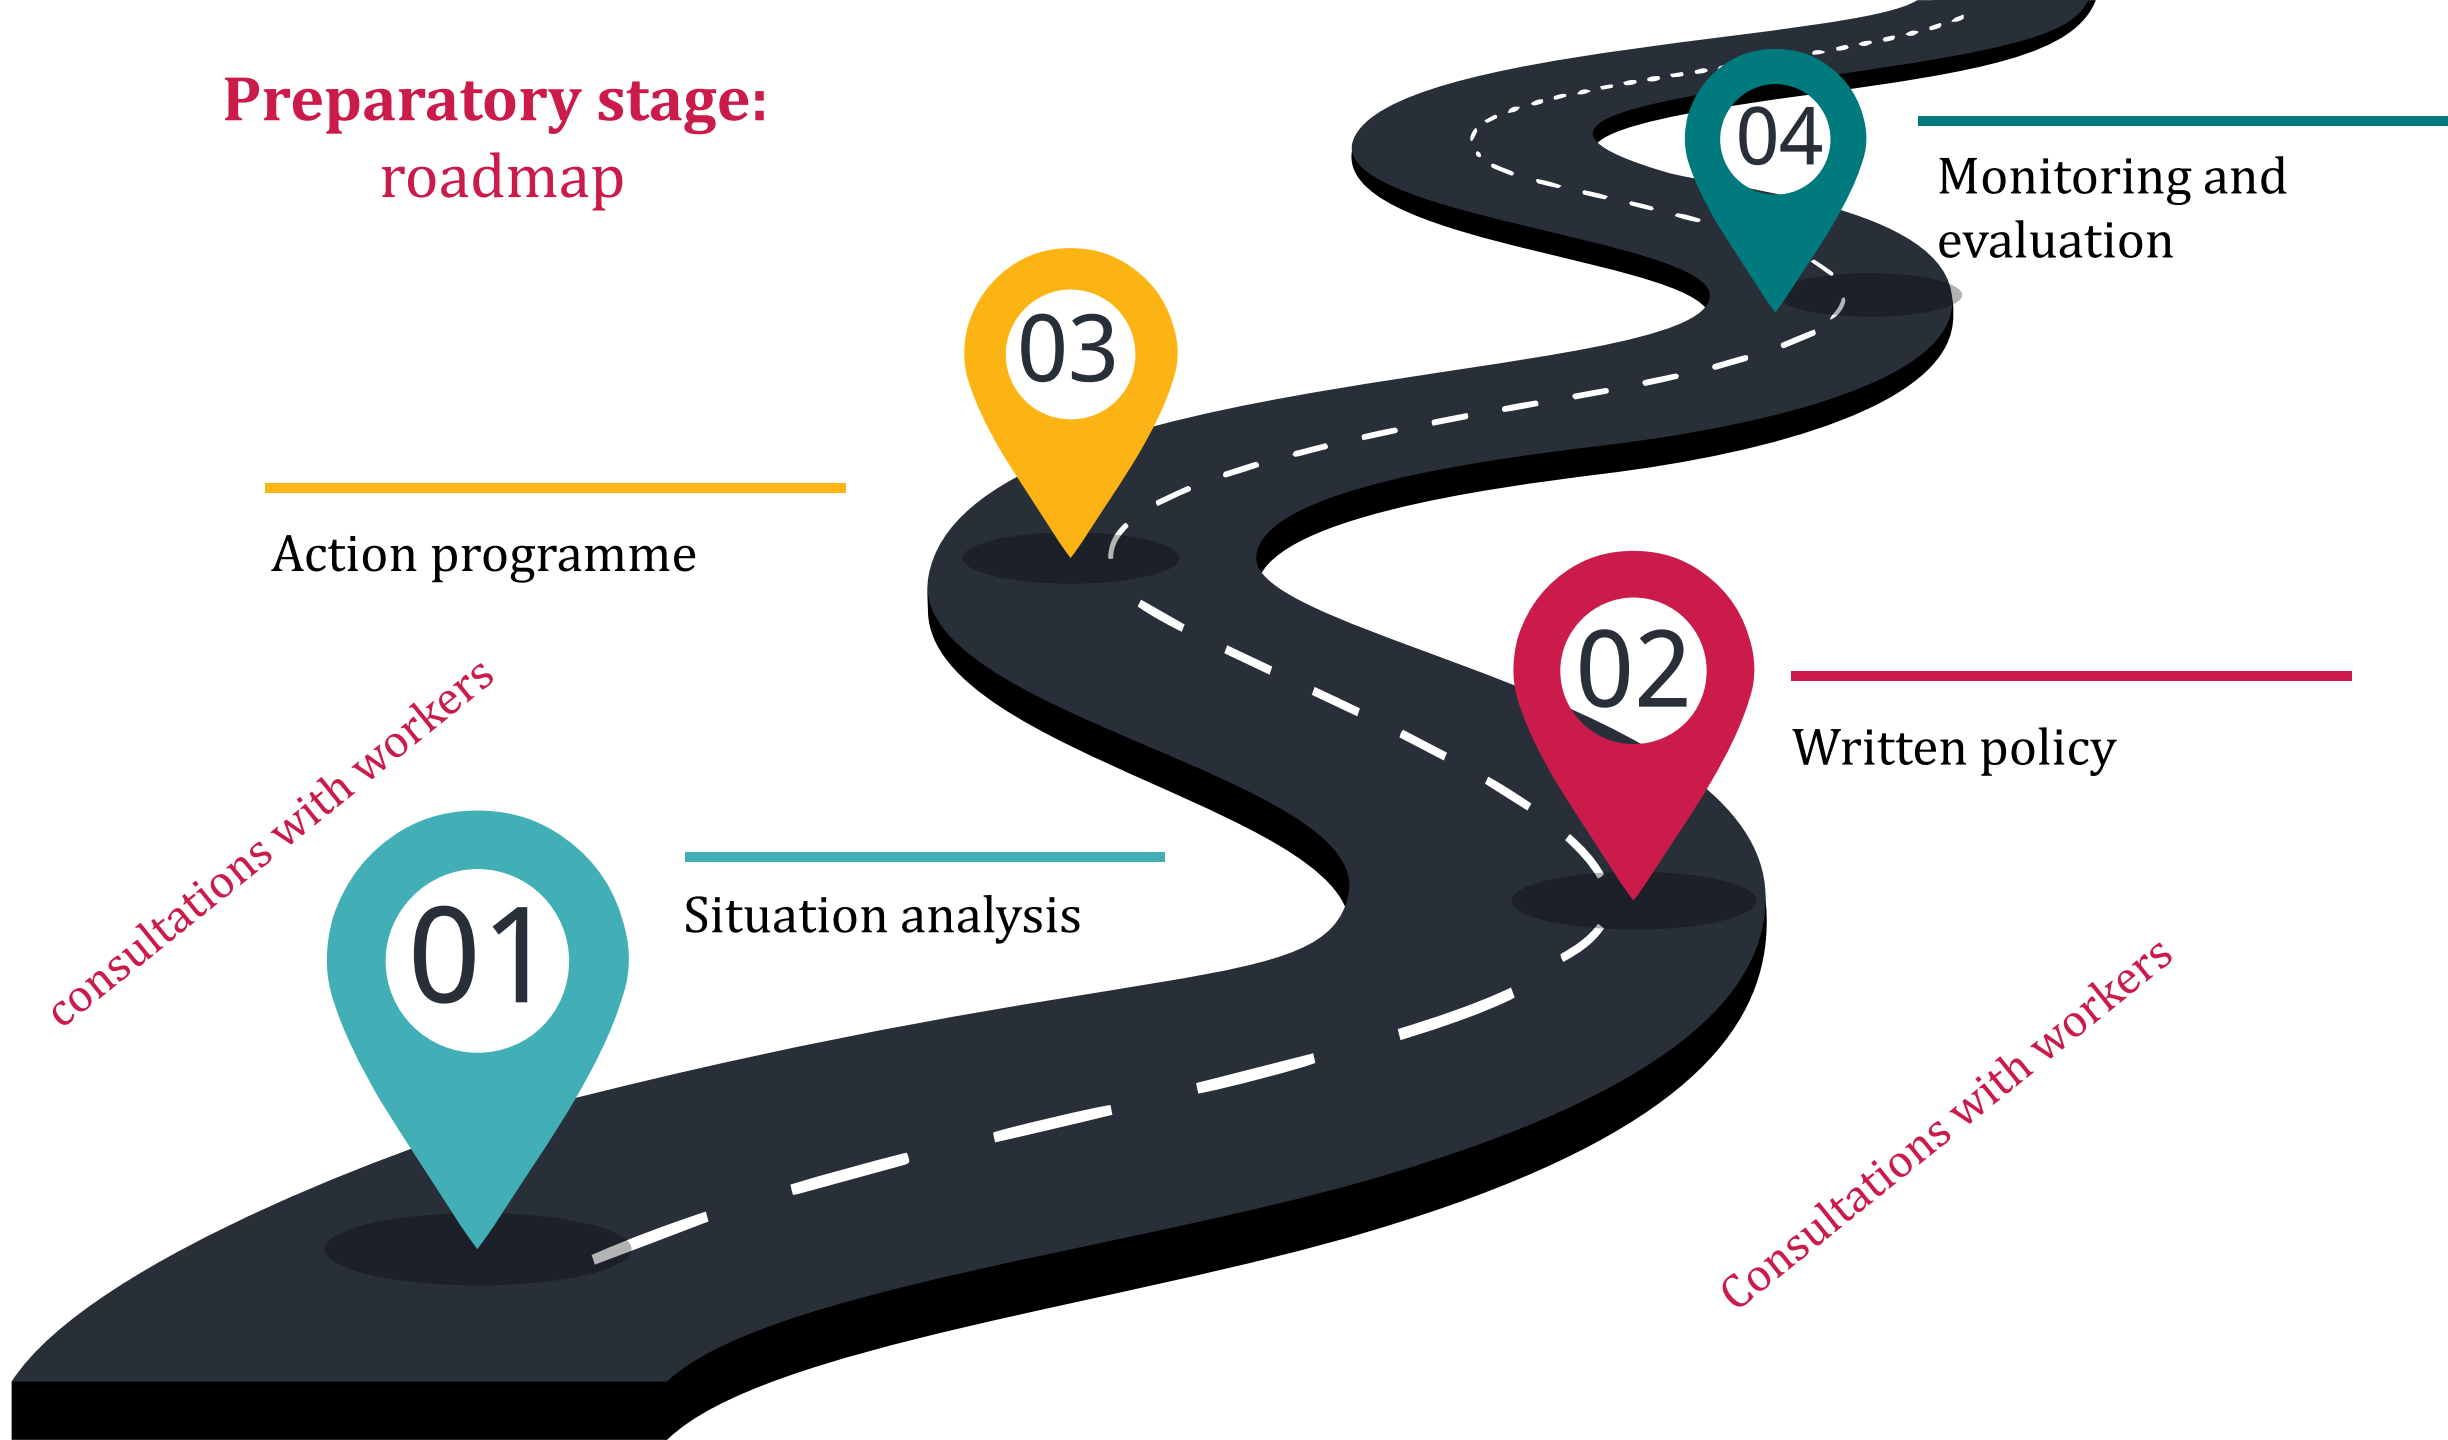 Preparatory stage:
roadmap
04
Monitoring and
evaluation
03
Action programme
02
Written policy
consultations with workers
01
Situation analysis
Consultations with workers